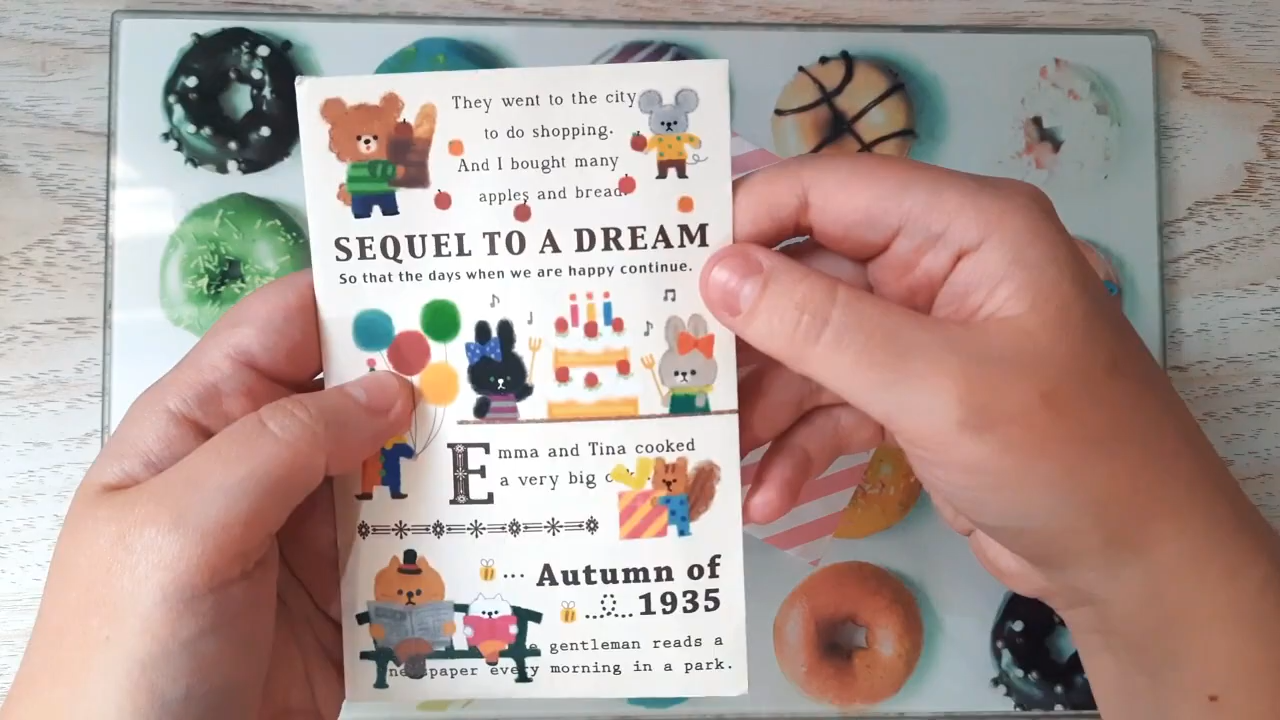 They went to the city
to do shopping.
And I bought many
apples and bread.
SEQUEL TO A DREAM
So that the days when we are happy continue.
Emma and Tina cooked
a very big
... Autumn of
1935
gentleman reads a
newspaper every morning in a park.